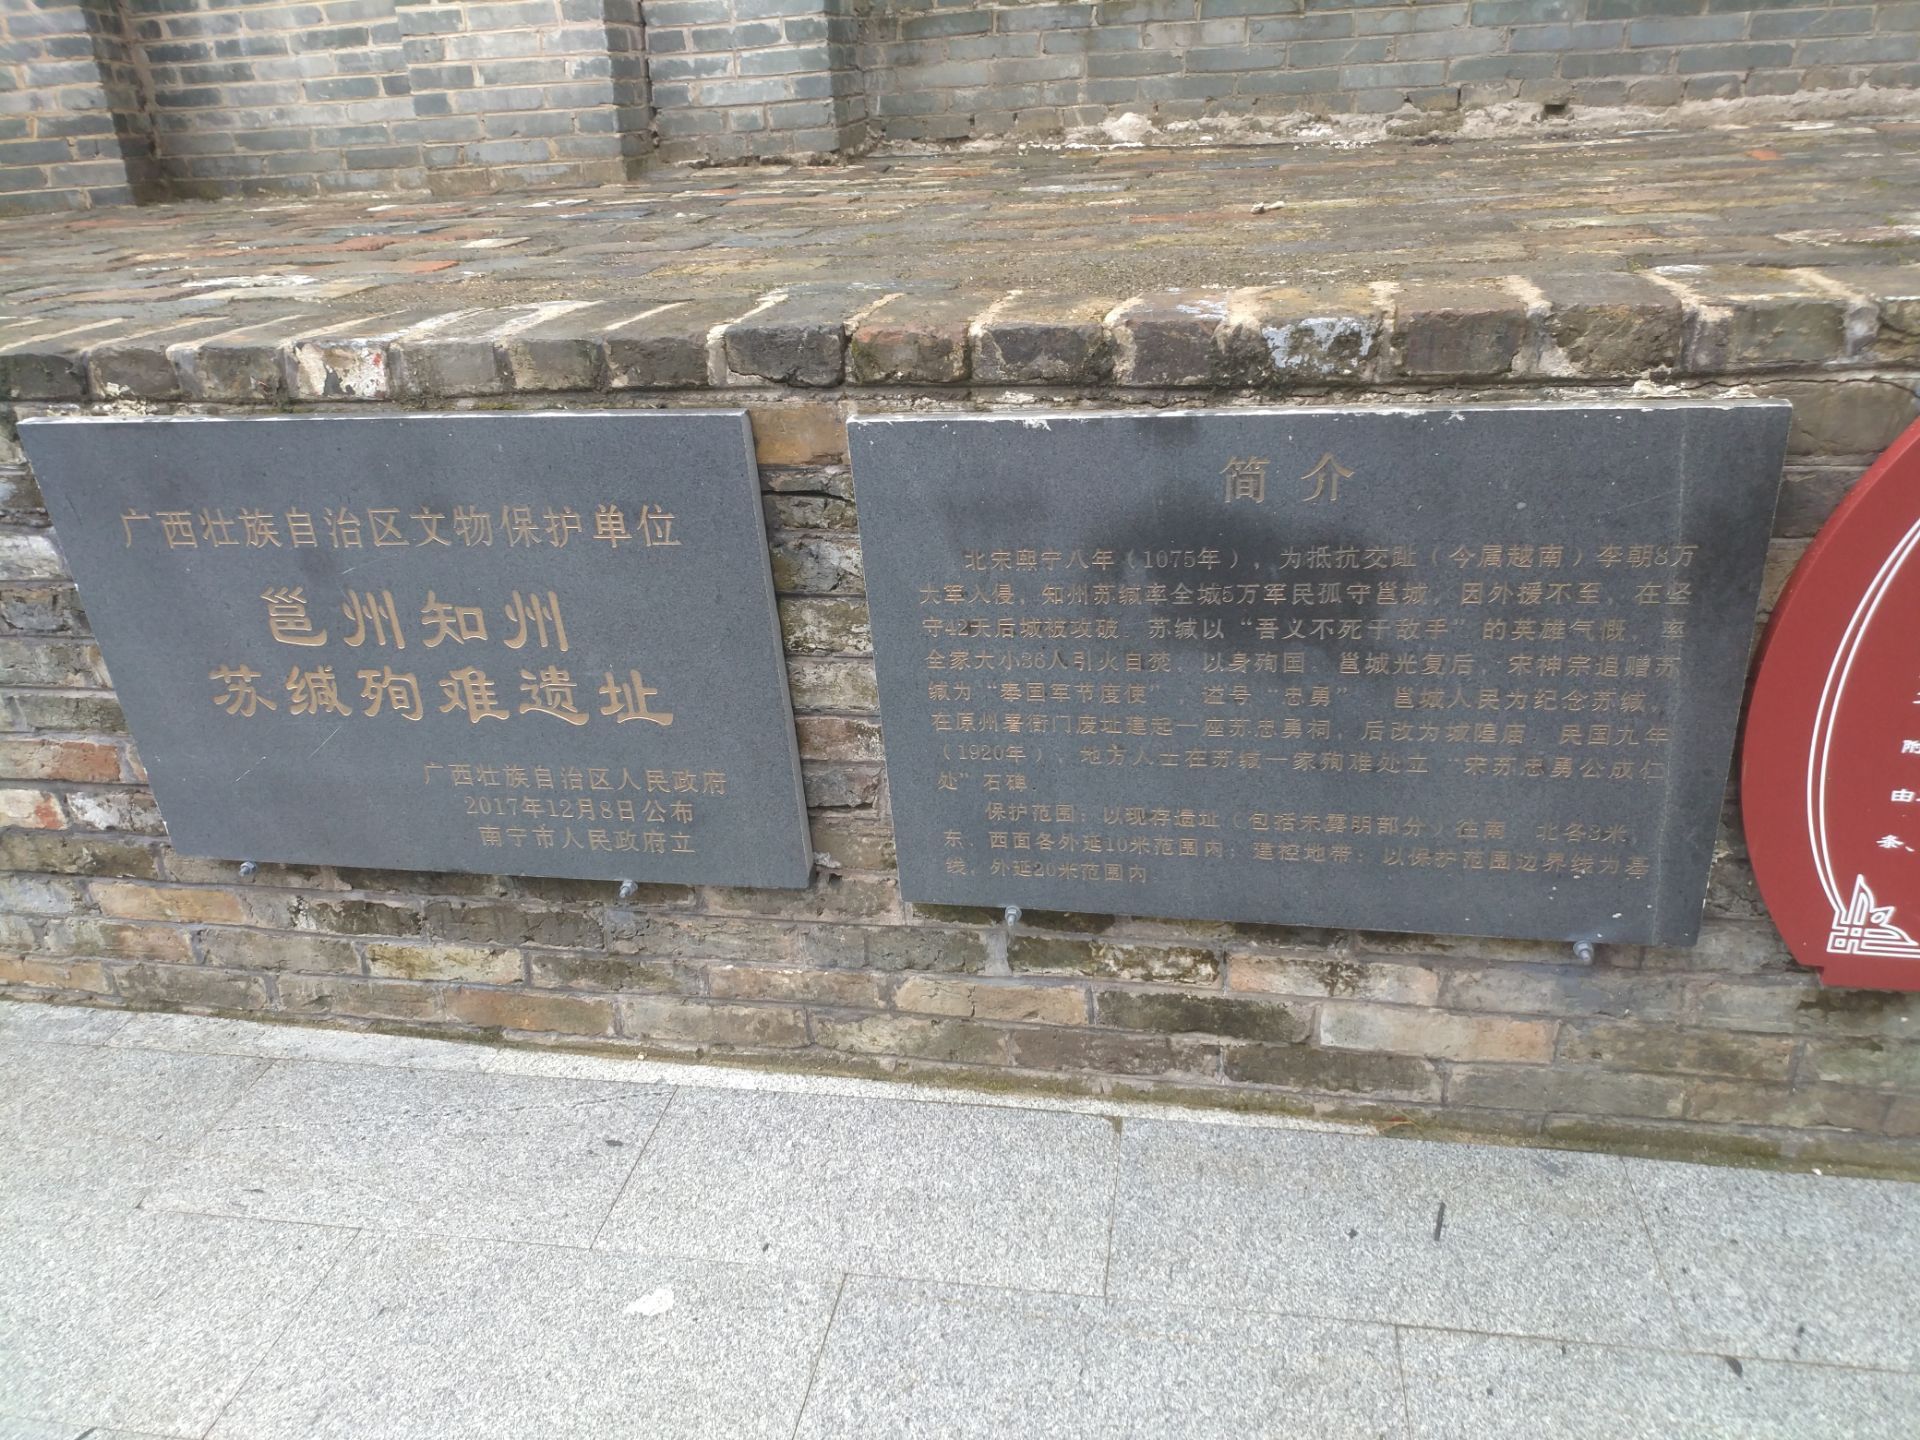 广西壮族自治区文物保护单位
邕州知州
苏缄殉难遗址
广西壮族自治区人民政府
2017年12月8日公布
南宁市人民政府立
简介
北宋熙宁八年（1075年），为抵抗交趾（今属越南）李朝8万
大军入侵，知州苏缄率全城5万军民孤守邕城，因外援不至，在坚
守42天后城被攻破。苏缄以“吾义不死于敌手”的英雄气慨，率
全家大小36人引火自焚，以身殉国。邕城光复后，宋神宗追赠苏
缄为“奉国军节度使”，谥号“忠勇”。邕城人民为纪念苏缄，
在原州署衙门废址建起一座苏忠勇祠，后改为城隍庙。民国九年
（1920年），地方人士在苏缄一家殉难处立“宋苏忠勇公成仁
处”石碑。
保护范围：以现存遗址（包括未露明部分）往南、北各3米，
东、西面各外延10米范围内；建控地带：以保护范围边界线为基
线，外延20米范围内。
由
条、